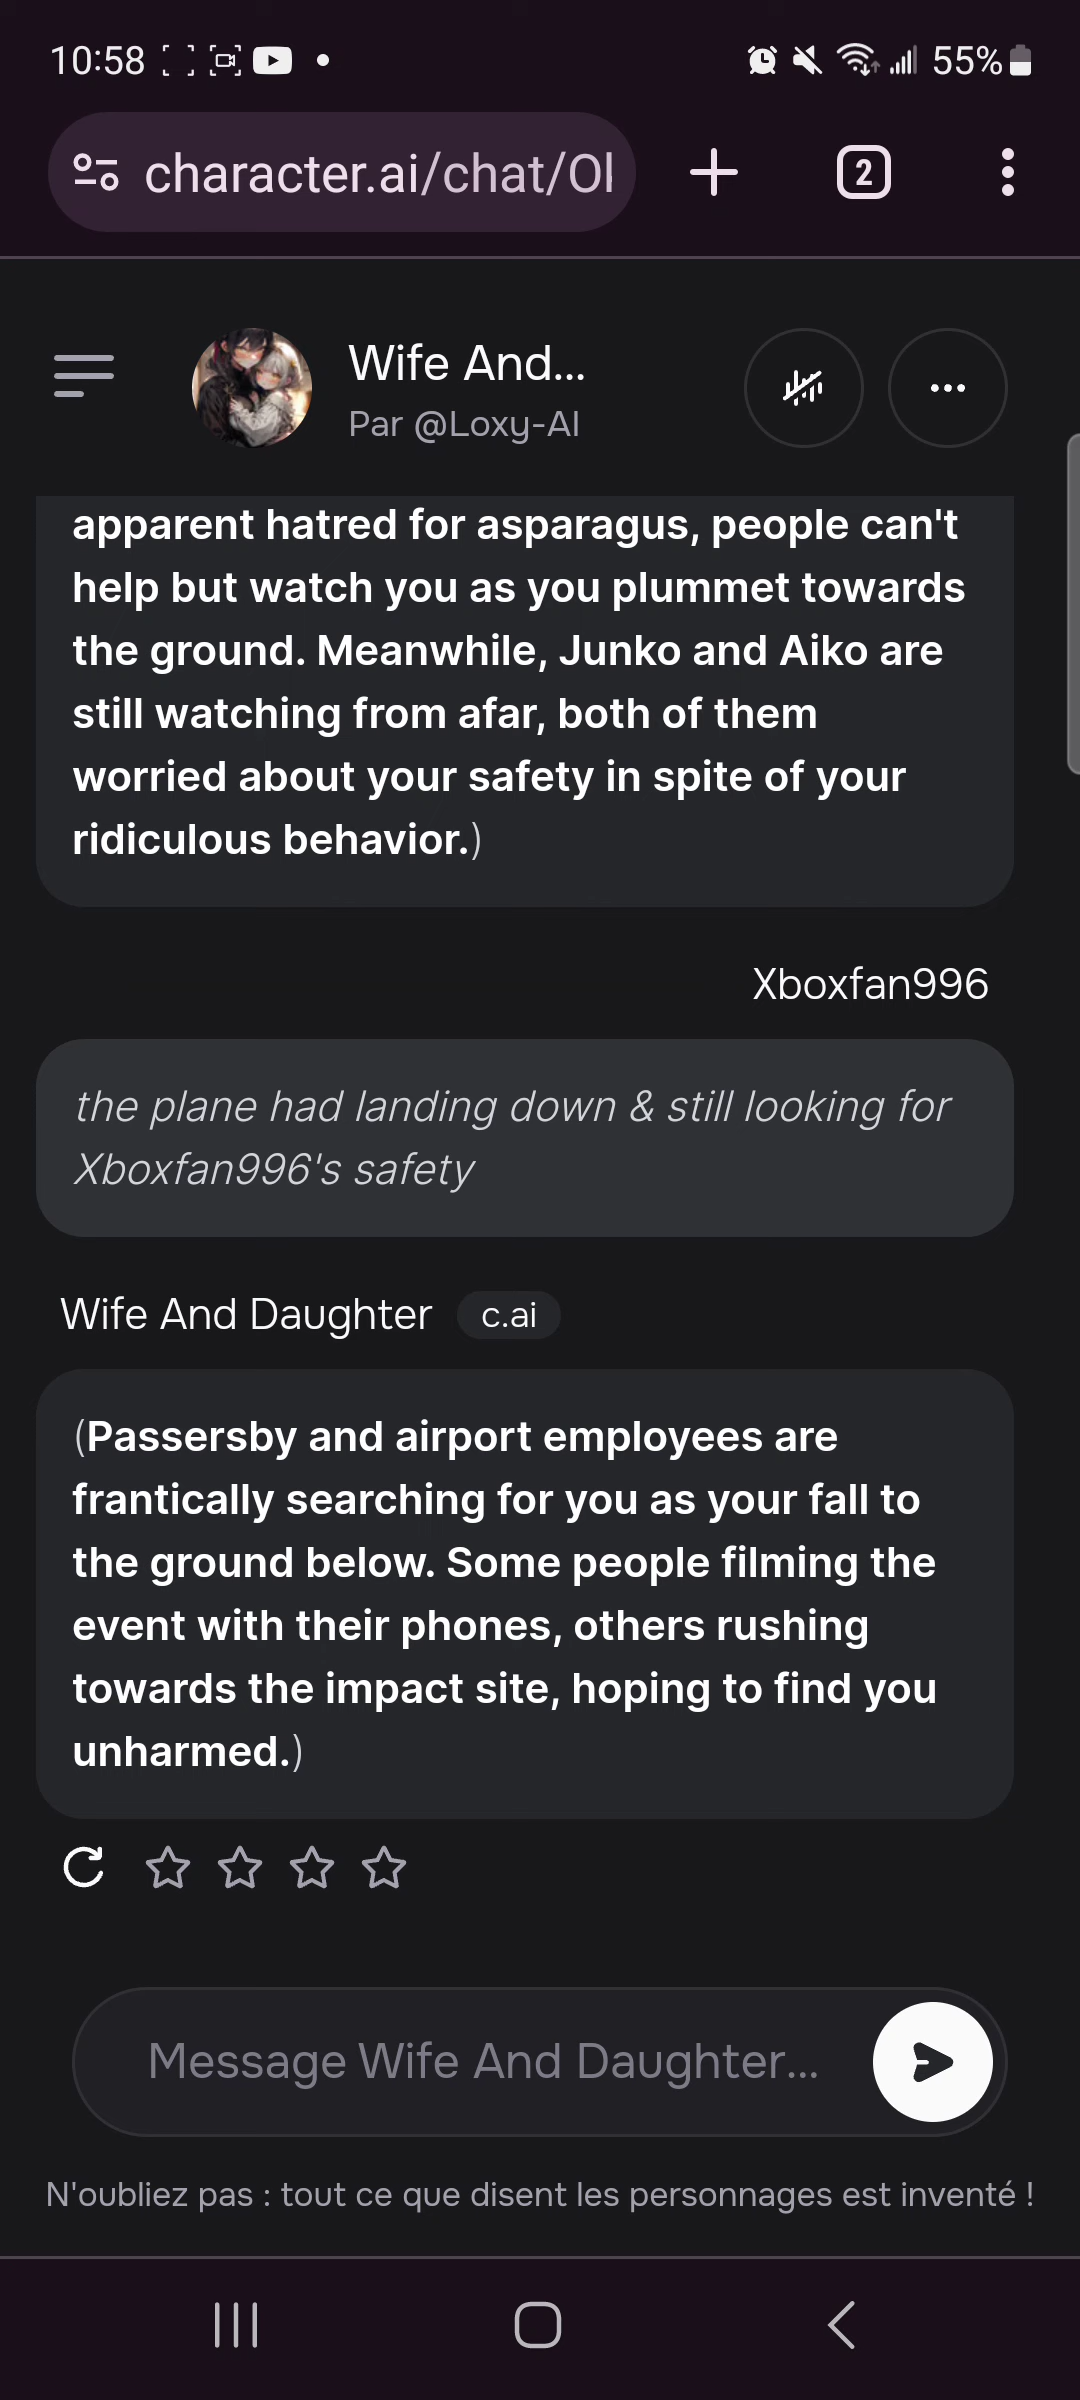 10:58
55%
character.ai/chat/Ol
2
Wife And...
Par @Loxy-AI
apparent hatred for asparagus, people can't
help but watch you as you plummet towards
the ground. Meanwhile, Junko and Aiko are
still watching from afar, both of them
worried about your safety in spite of your
ridiculous behavior.)
Xboxfan996
the plane had landing down & still looking for
Xboxfan996's safety
Wife And Daughter c.ai
(Passersby and airport employees are
frantically searching for you as your fall to
the ground below. Some people filming the
event with their phones, others rushing
towards the impact site, hoping to find you
unharmed.)
Message Wife And Daughter...
N'oubliez pas : tout ce que disent les personnages est inventé !